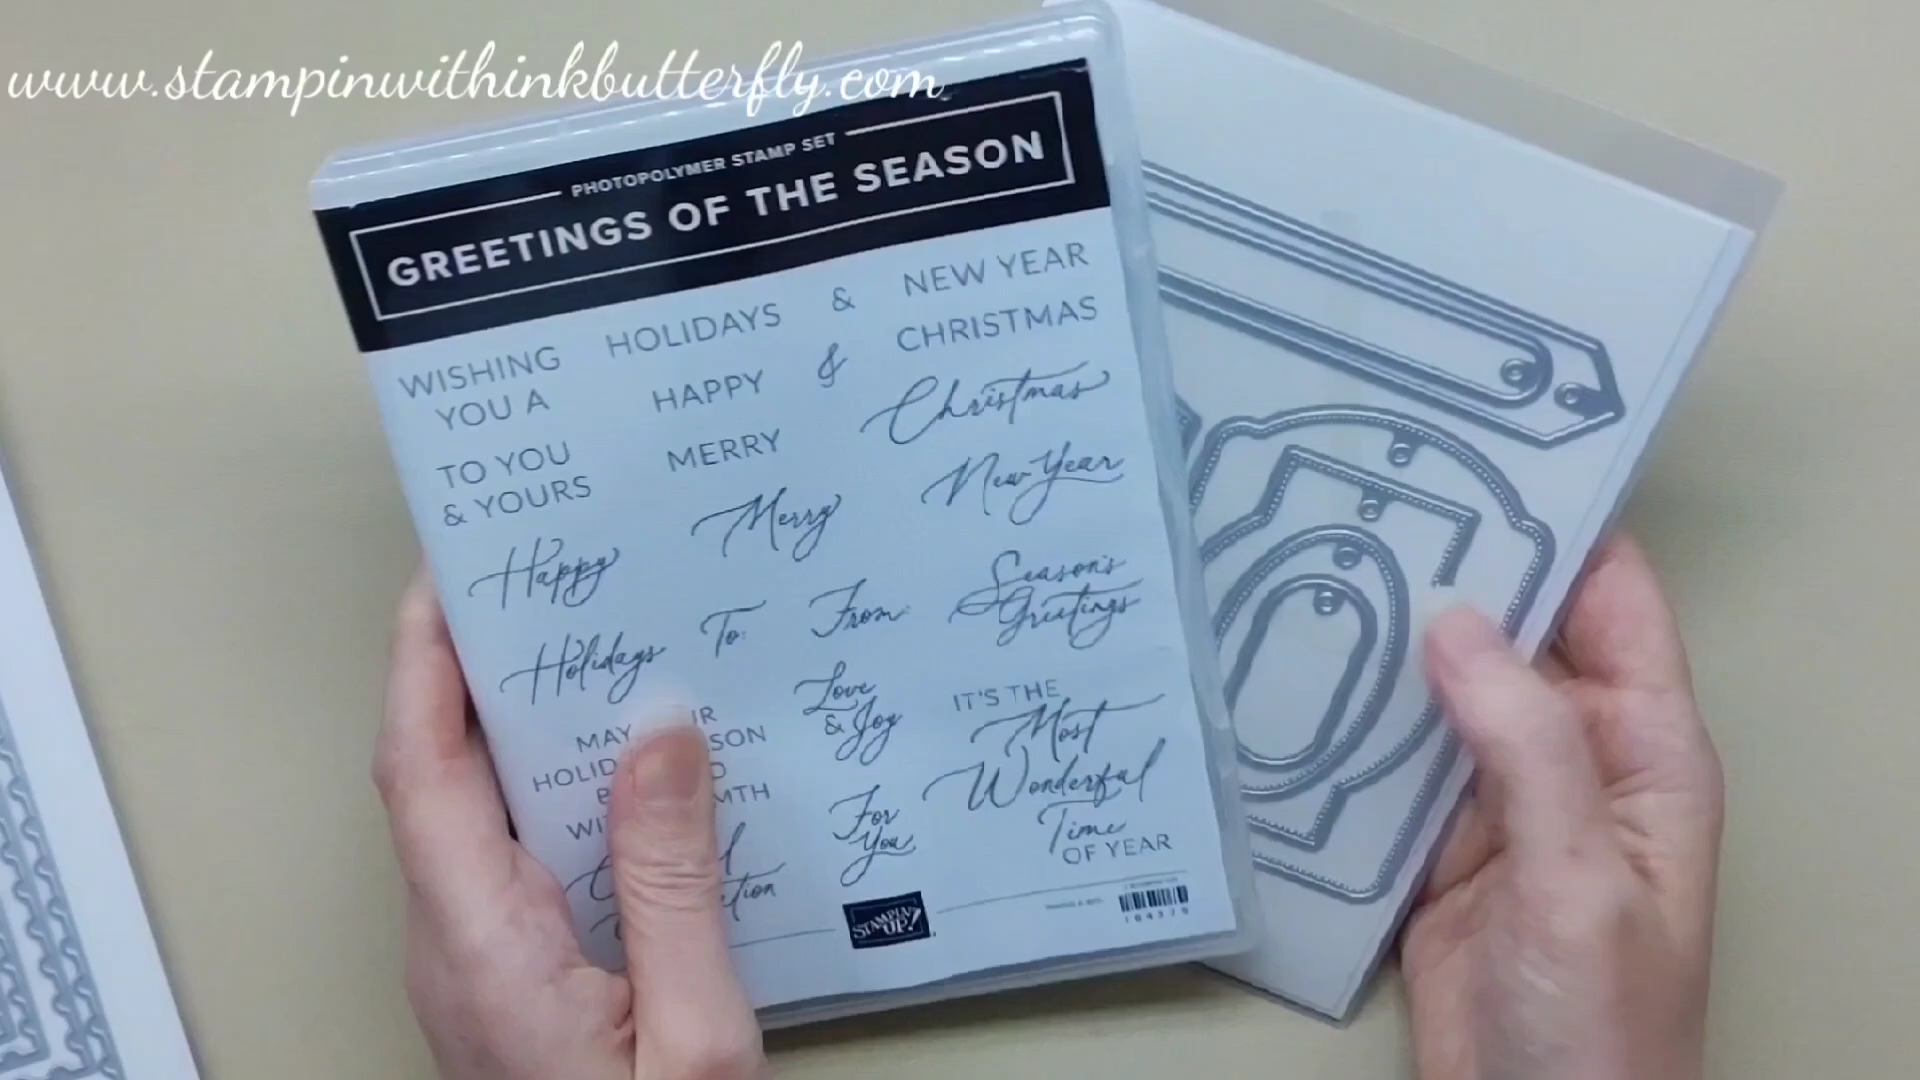 www.stampinwithinkbutterfly.com
PHOTOPOLYMER STAMP SET
GREETINGS OF THE SEASON
WISHING YOU A
HOLIDAYS
&
NEW YEAR
HAPPY
&
CHRISTMAS
TO YOU
& YOURS
MERRY
Christmas
Happy
Merry
New Year
Holidays
To:
From:
Season's
Greetings
MAY
Love
& Joy
IT'S THE
Most
Wonderful
Time
OF YEAR
For
You
STAMPIN' UP!